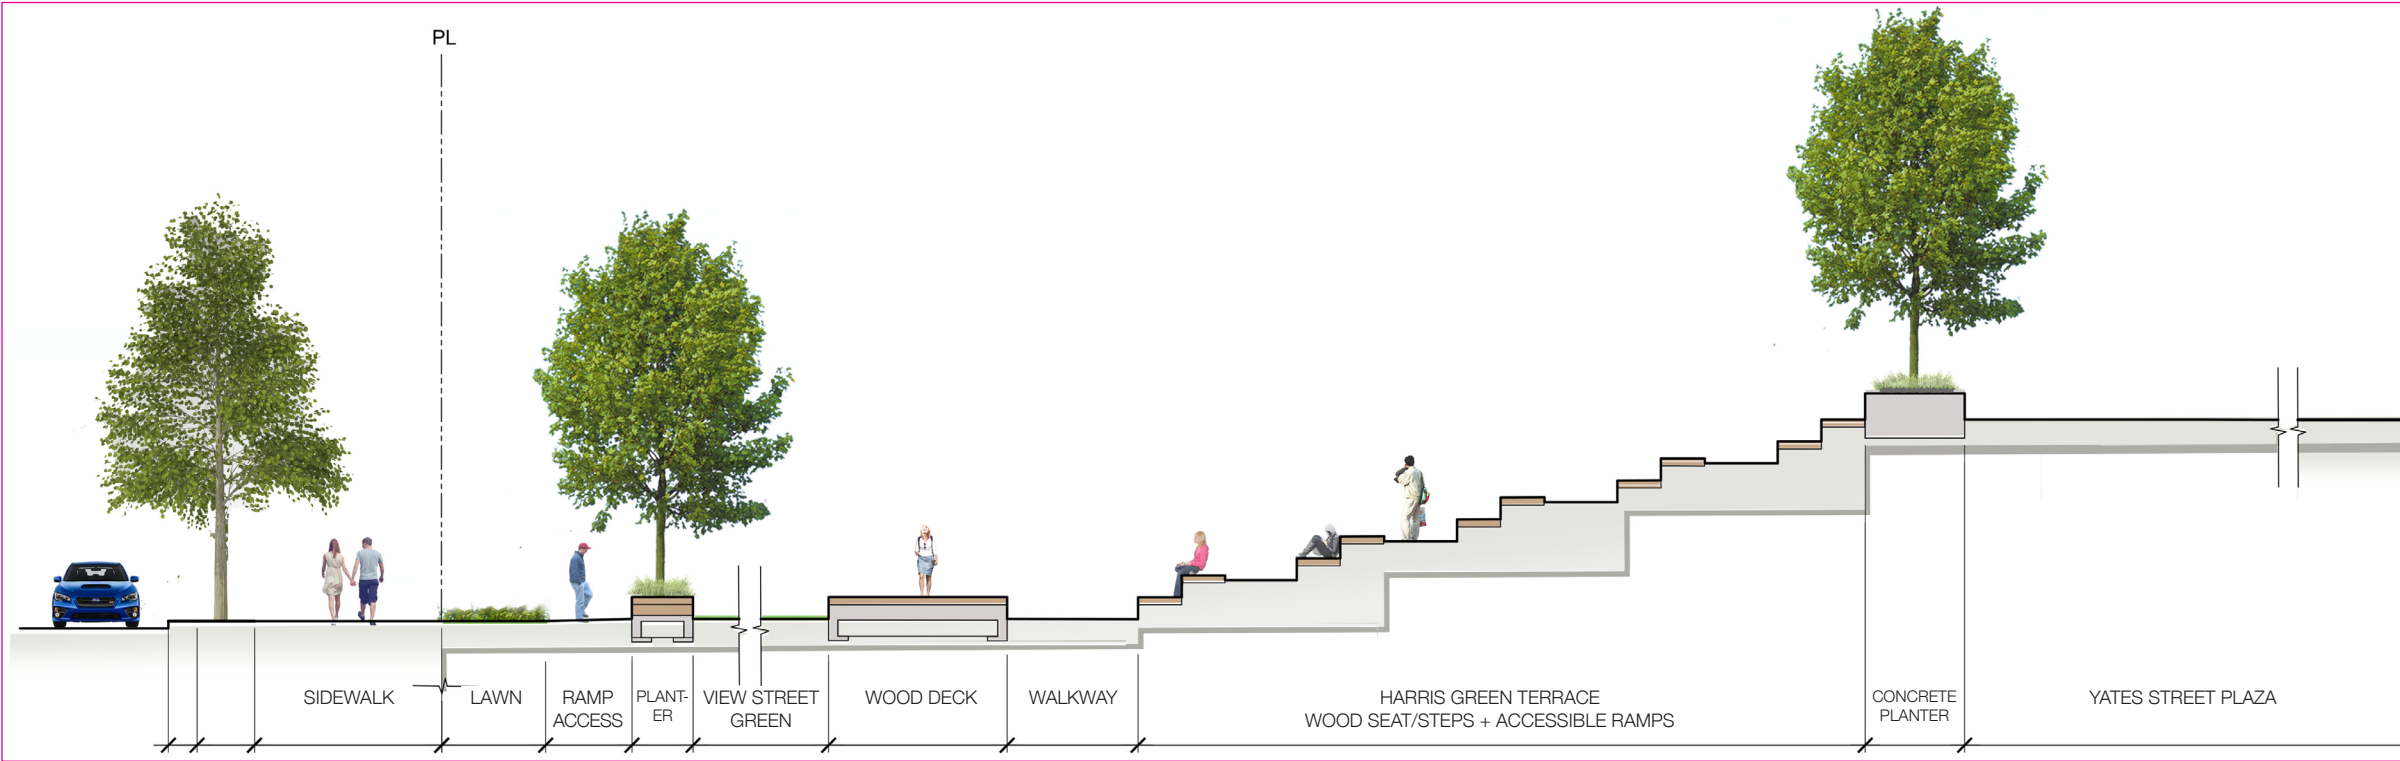 PL
SIDEWALK
LAWN
RAMP
ACCESS
PLANT-
ER
VIEW STREET
GREEN
WOOD DECK
WALKWAY
HARRIS GREEN TERRACE
WOOD SEAT/STEPS + ACCESSIBLE RAMPS
CONCRETE
PLANTER
YATES STREET PLAZA